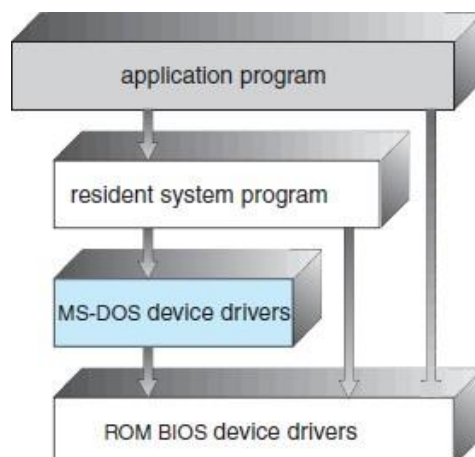 application program
resident system program
MS-DOS device drivers
ROM BIOS device drivers